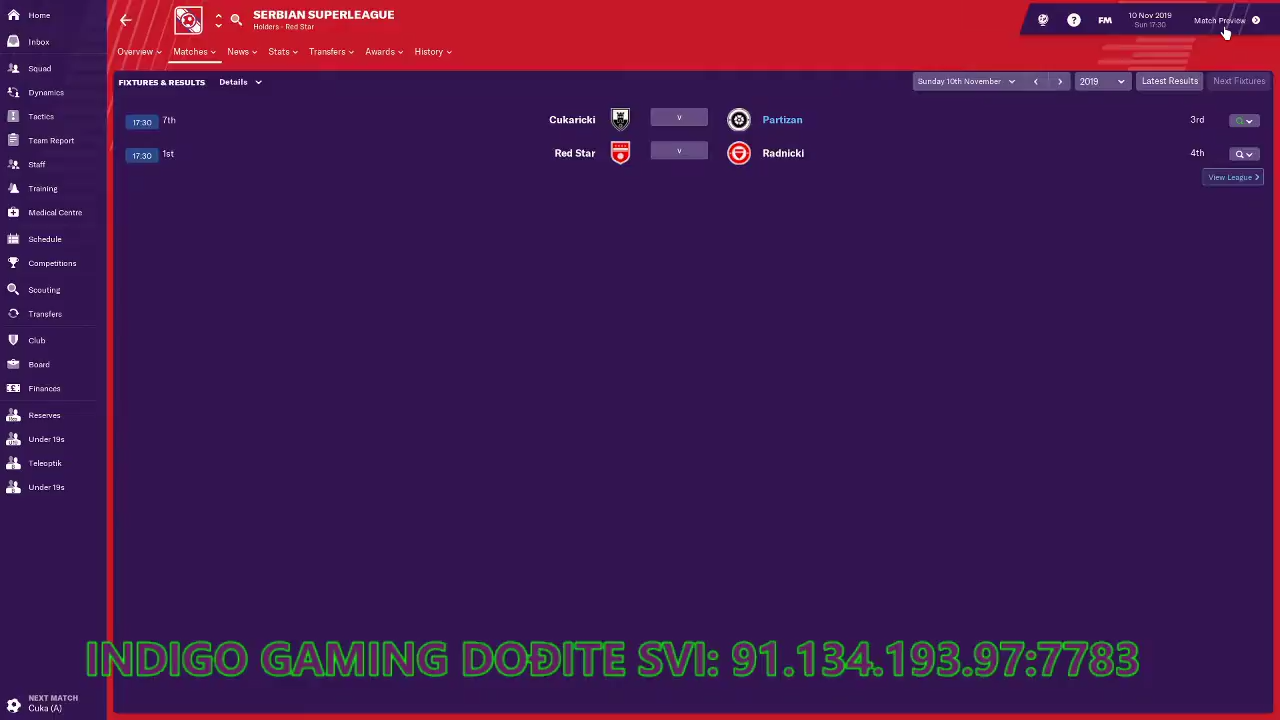 SERBIAN SUPERLEAGUE
Holders - Red Star
10 Nov 2019
Sun 17:30
Match Preview
FM
Overview
Matches
News
Stats
Transfers
Awards
History
FIXTURES & RESULTS
Details
Sunday 10th November
2019
Latest Results
Next Fixtures
17:30 7th Cukaricki v Partizan 3rd
17:30 1st Red Star v Radnicki 4th
View League
Home
Inbox
Squad
Dynamics
Tactics
Team Report
Staff
Training
Medical Centre
Schedule
Competitions
Scouting
Transfers
Club
Board
Finances
Reserves
Under 19s
Teleoptik
Under 19s
INDIGO GAMING DOĐITE SVI: 91.134.193.97:7783
NEXT MATCH
Cuka (A)